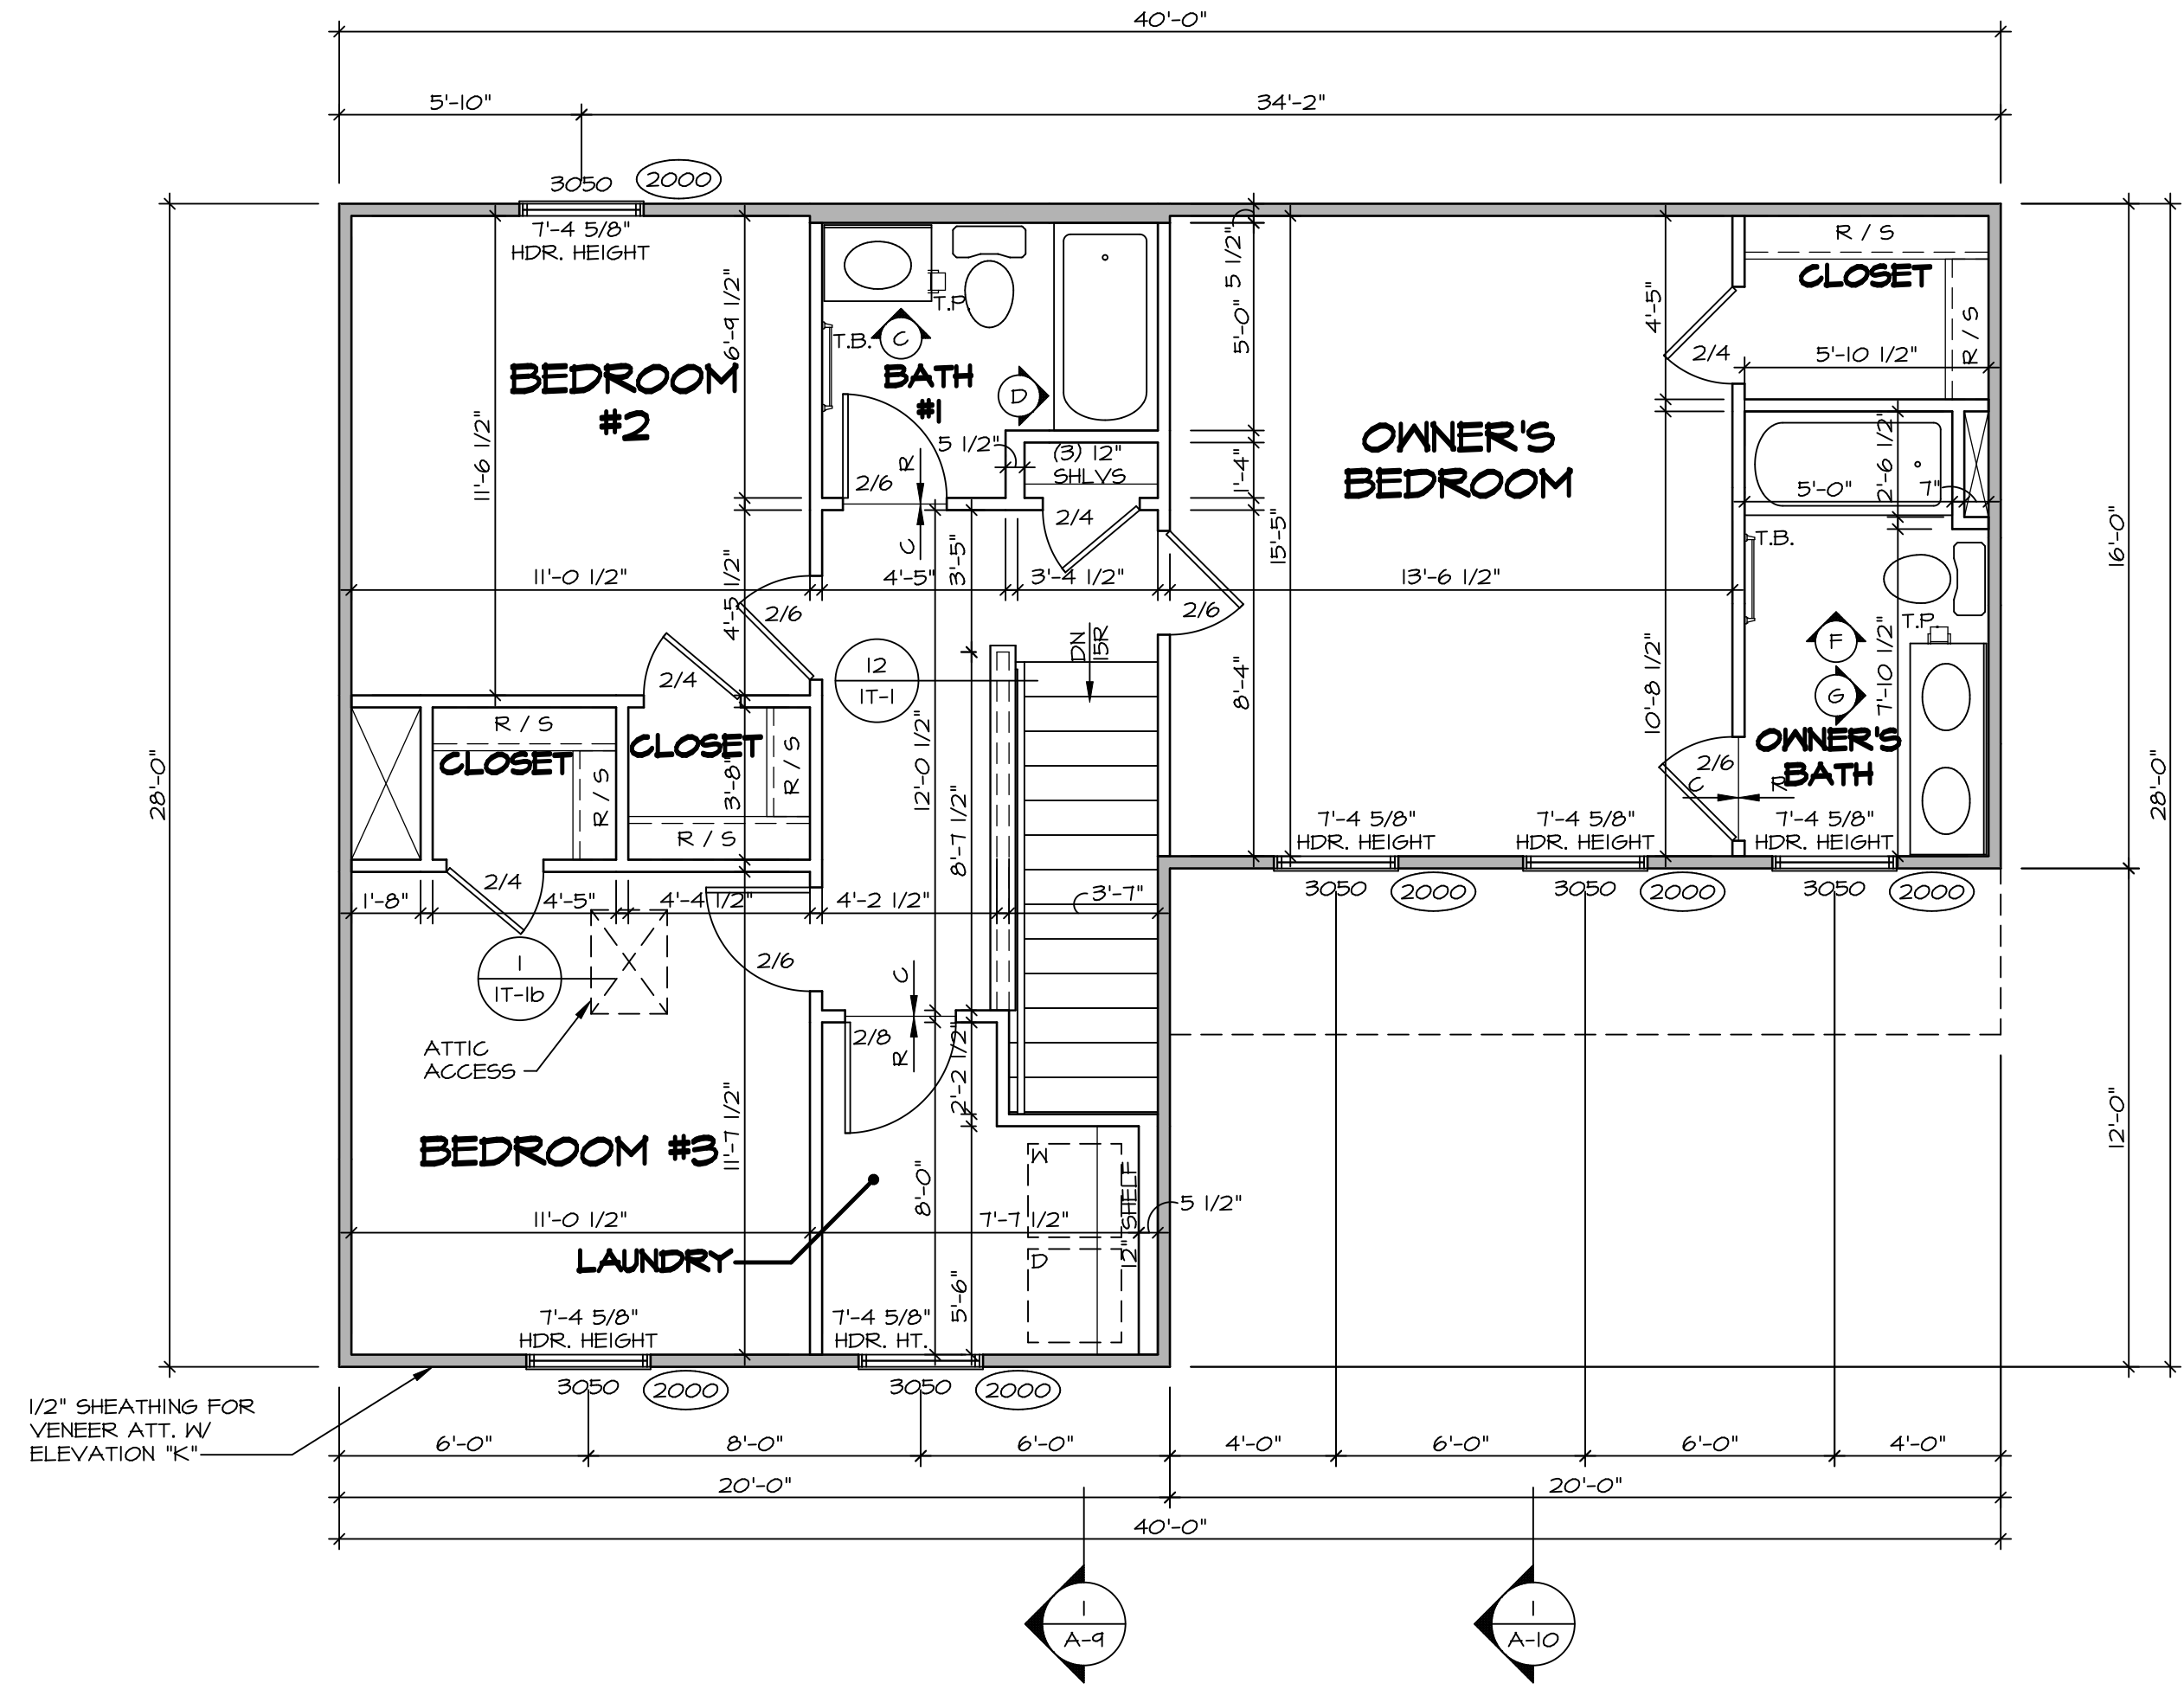 40'-0"
5'-10"
34'-2"
3050
2000
7'-4 5/8"
HDR. HEIGHT
R / S
CLOSET
R / S
5 1/2"
5'-0"
4'-5"
6'-9 1/2"
T.P.
T.B.
C
BATH
#1
D
2/4
5'-10 1/2"
BEDROOM
#2
11'-6 1/2"
OWNER'S
BEDROOM
5 1/2"
(3) 12"
SHLVS
1'-4"
2'-6 1/2"
5'-0"
7"
2/6
R
C
2/4
15'-5"
16'-0"
T.B.
11'-0 1/2"
4'-5"
3'-5"
3'-4 1/2"
13'-6 1/2"
4'-5 1/2"
2/6
2/6
T.P.
DN
15R
F
G
7'-10 1/2"
12
1T-1
2/4
8'-4"
10'-8 1/2"
R / S
CLOSET
R / S
CLOSET
R / S
R / S
3'-8"
12'-0 1/2"
8'-7 1/2"
OWNER'S
BATH
2/6
C
R
28'-0"
28'-0"
7'-4 5/8"
HDR. HEIGHT
7'-4 5/8"
HDR. HEIGHT
7'-4 5/8"
HDR. HEIGHT
3050
2000
3050
2000
3050
2000
2/4
1'-8"
4'-5"
4'-4 1/2"
4'-2 1/2"
3'-7"
1
1T-1b
X
2/6
C
R
2/8
ATTIC
ACCESS
2'-2 1/2"
11'-7 1/2"
12'-0"
BEDROOM #3
W
12" SHELF
8'-0"
11'-0 1/2"
7'-7 1/2"
5 1/2"
LAUNDRY
D
5'-6"
7'-4 5/8"
HDR. HEIGHT
7'-4 5/8"
HDR. HT.
3050
2000
3050
2000
1/2" SHEATHING FOR
VENEER ATT. W/
ELEVATION "K"
6'-0"
8'-0"
6'-0"
4'-0"
6'-0"
6'-0"
4'-0"
20'-0"
20'-0"
40'-0"
1
A-9
1
A-10